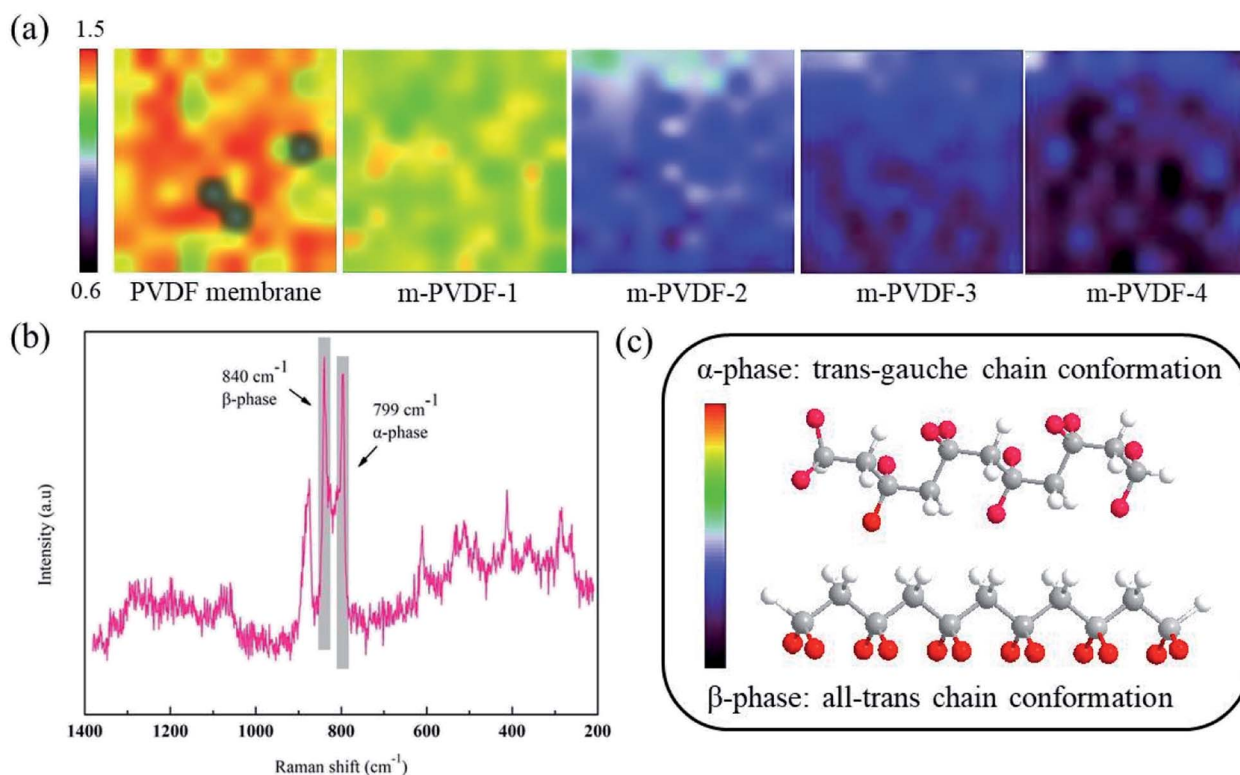 (a)
1.5
0.6
PVDF membrane
m-PVDF-1
m-PVDF-2
m-PVDF-3
m-PVDF-4
(b)
840 cm⁻¹
β-phase
799 cm⁻¹
α-phase
Intensity (a.u)
1400 1200 1000 800 600 400 200
Raman shift (cm⁻¹)
(c)
α-phase: trans-gauche chain conformation
β-phase: all-trans chain conformation